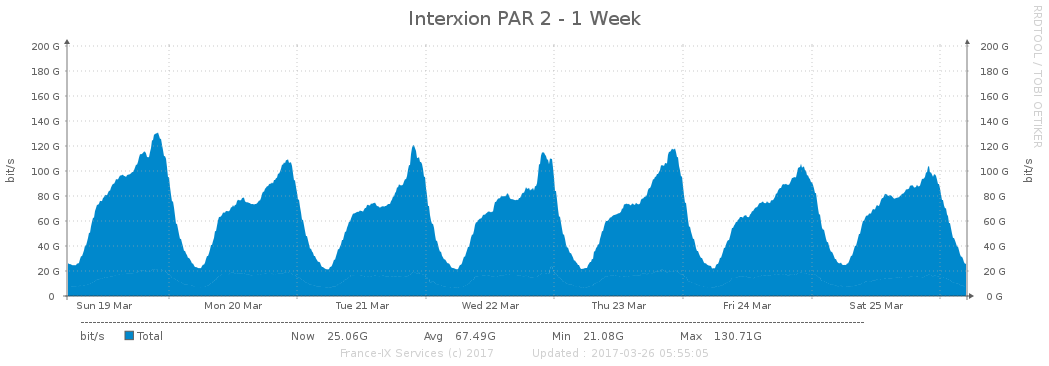 Interxion PAR 2 - 1 Week
RRDTOOL / TOBI OETIKER
200 G 200 G
180 G 180 G
160 G 160 G
140 G 140 G
120 G 120 G
100 G 100 G
80 G 80 G
60 G 60 G
40 G 40 G
20 G 20 G
0 0 G
bit/s
bit/s
Sun 19 Mar Mon 20 Mar Tue 21 Mar Wed 22 Mar Thu 23 Mar Fri 24 Mar Sat 25 Mar
bit/s Total Now 25.06G Avg 67.49G Min 21.08G Max 130.71G
France-IX Services (c) 2017 Updated : 2017-03-26 05:55:05